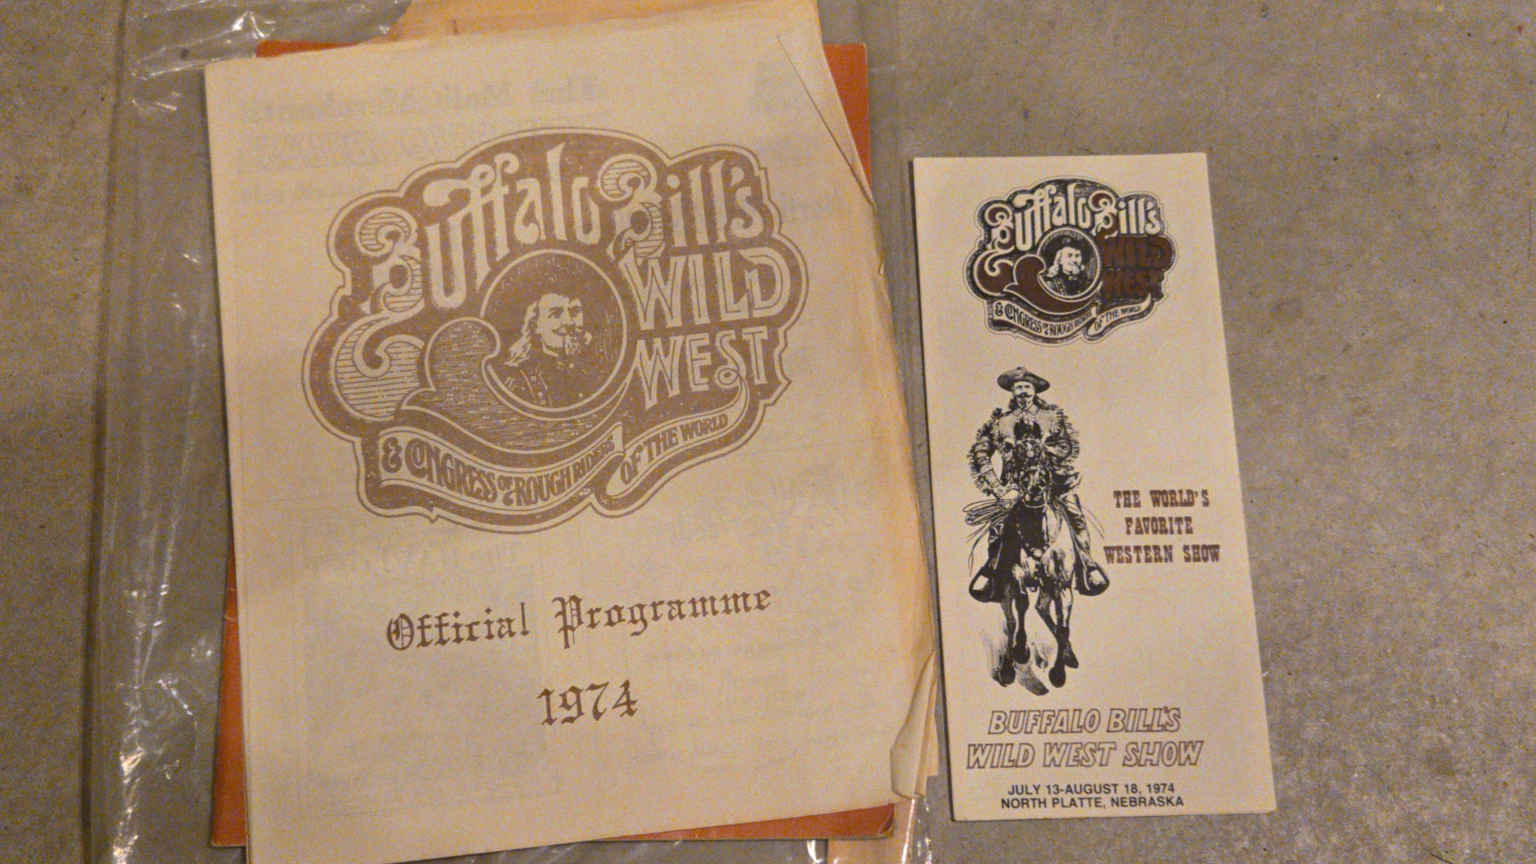 Buffalo Bill's
WILD
WEST
& CONGRESS OF ROUGH RIDERS OF THE WORLD
Official Programme
1974
Buffalo Bill's
WILD
WEST
& CONGRESS OF ROUGH RIDERS OF THE WORLD
THE WORLD'S
FAVORITE
WESTERN SHOW
BUFFALO BILL'S
WILD WEST SHOW
JULY 13-AUGUST 18, 1974
NORTH PLATTE, NEBRASKA